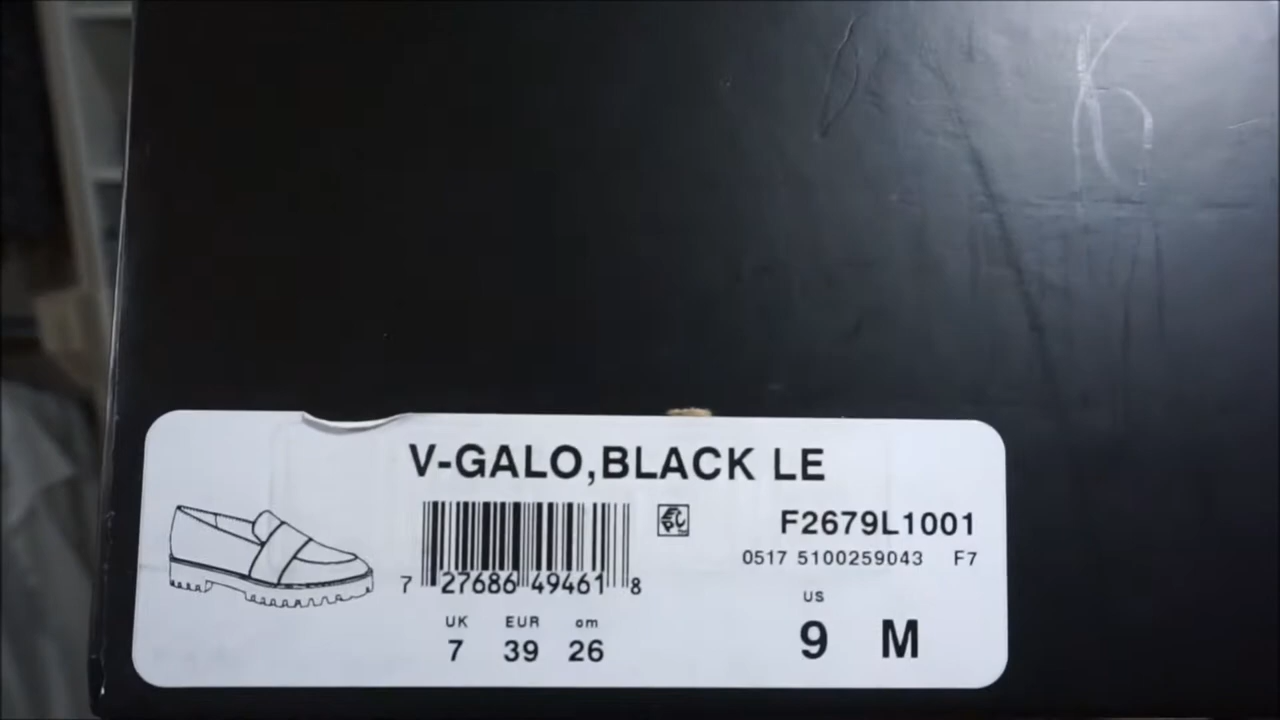 V-GALO,BLACK LE
F2679L1001
0517 5100259043 F7
7 27686 49461 8
UK EUR cm
7 39 26
US
9 M